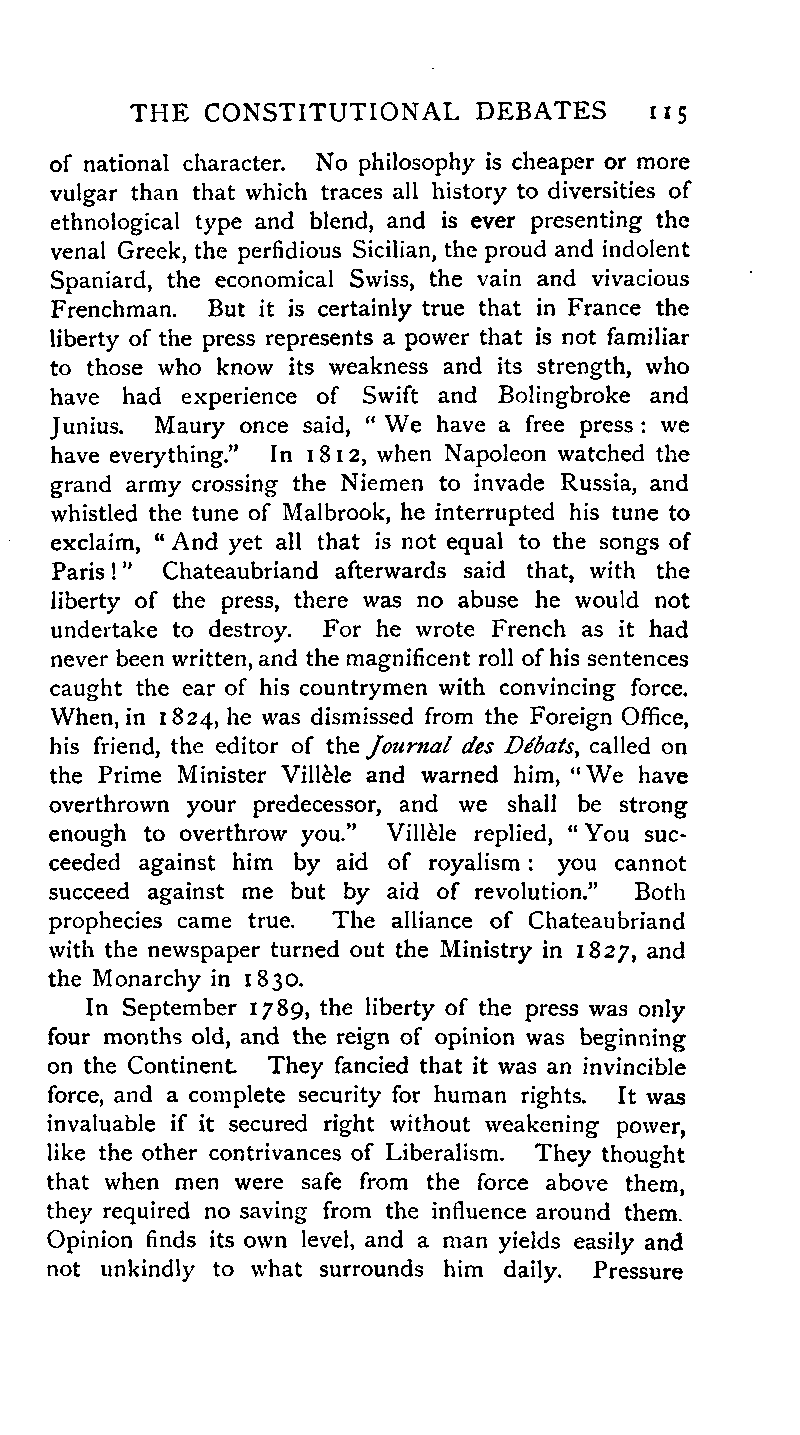 THE CONSTITUTIONAL DEBATES 115
of national character. No philosophy is cheaper or more
vulgar than that which traces all history to diversities of
ethnological type and blend, and is ever presenting the
venal Greek, the perfidious Sicilian, the proud and indolent
Spaniard, the economical Swiss, the vain and vivacious
Frenchman. But it is certainly true that in France the
liberty of the press represents a power that is not familiar
to those who know its weakness and its strength, who
have had experience of Swift and Bolingbroke and
Junius. Maury once said, “We have a free press: we
have everything.” In 1812, when Napoleon watched the
grand army crossing the Niemen to invade Russia, and
whistled the tune of Malbrook, he interrupted his tune to
exclaim, “And yet all that is not equal to the songs of
Paris!” Chateaubriand afterwards said that, with the
liberty of the press, there was no abuse he would not
undertake to destroy. For he wrote French as it had
never been written, and the magnificent roll of his sentences
caught the ear of his countrymen with convincing force.
When, in 1824, he was dismissed from the Foreign Office,
his friend, the editor of the Journal des Débats, called on
the Prime Minister Villèle and warned him, “We have
overthrown your predecessor, and we shall be strong
enough to overthrow you.” Villèle replied, “You suc-
ceeded against him by aid of royalism: you cannot
succeed against me but by aid of revolution.” Both
prophecies came true. The alliance of Chateaubriand
with the newspaper turned out the Ministry in 1827, and
the Monarchy in 1830.
In September 1789, the liberty of the press was only
four months old, and the reign of opinion was beginning
on the Continent. They fancied that it was an invincible
force, and a complete security for human rights. It was
invaluable if it secured right without weakening power,
like the other contrivances of Liberalism. They thought
that when men were safe from the force above them,
they required no saving from the influence around them.
Opinion finds its own level, and a man yields easily and
not unkindly to what surrounds him daily. Pressure